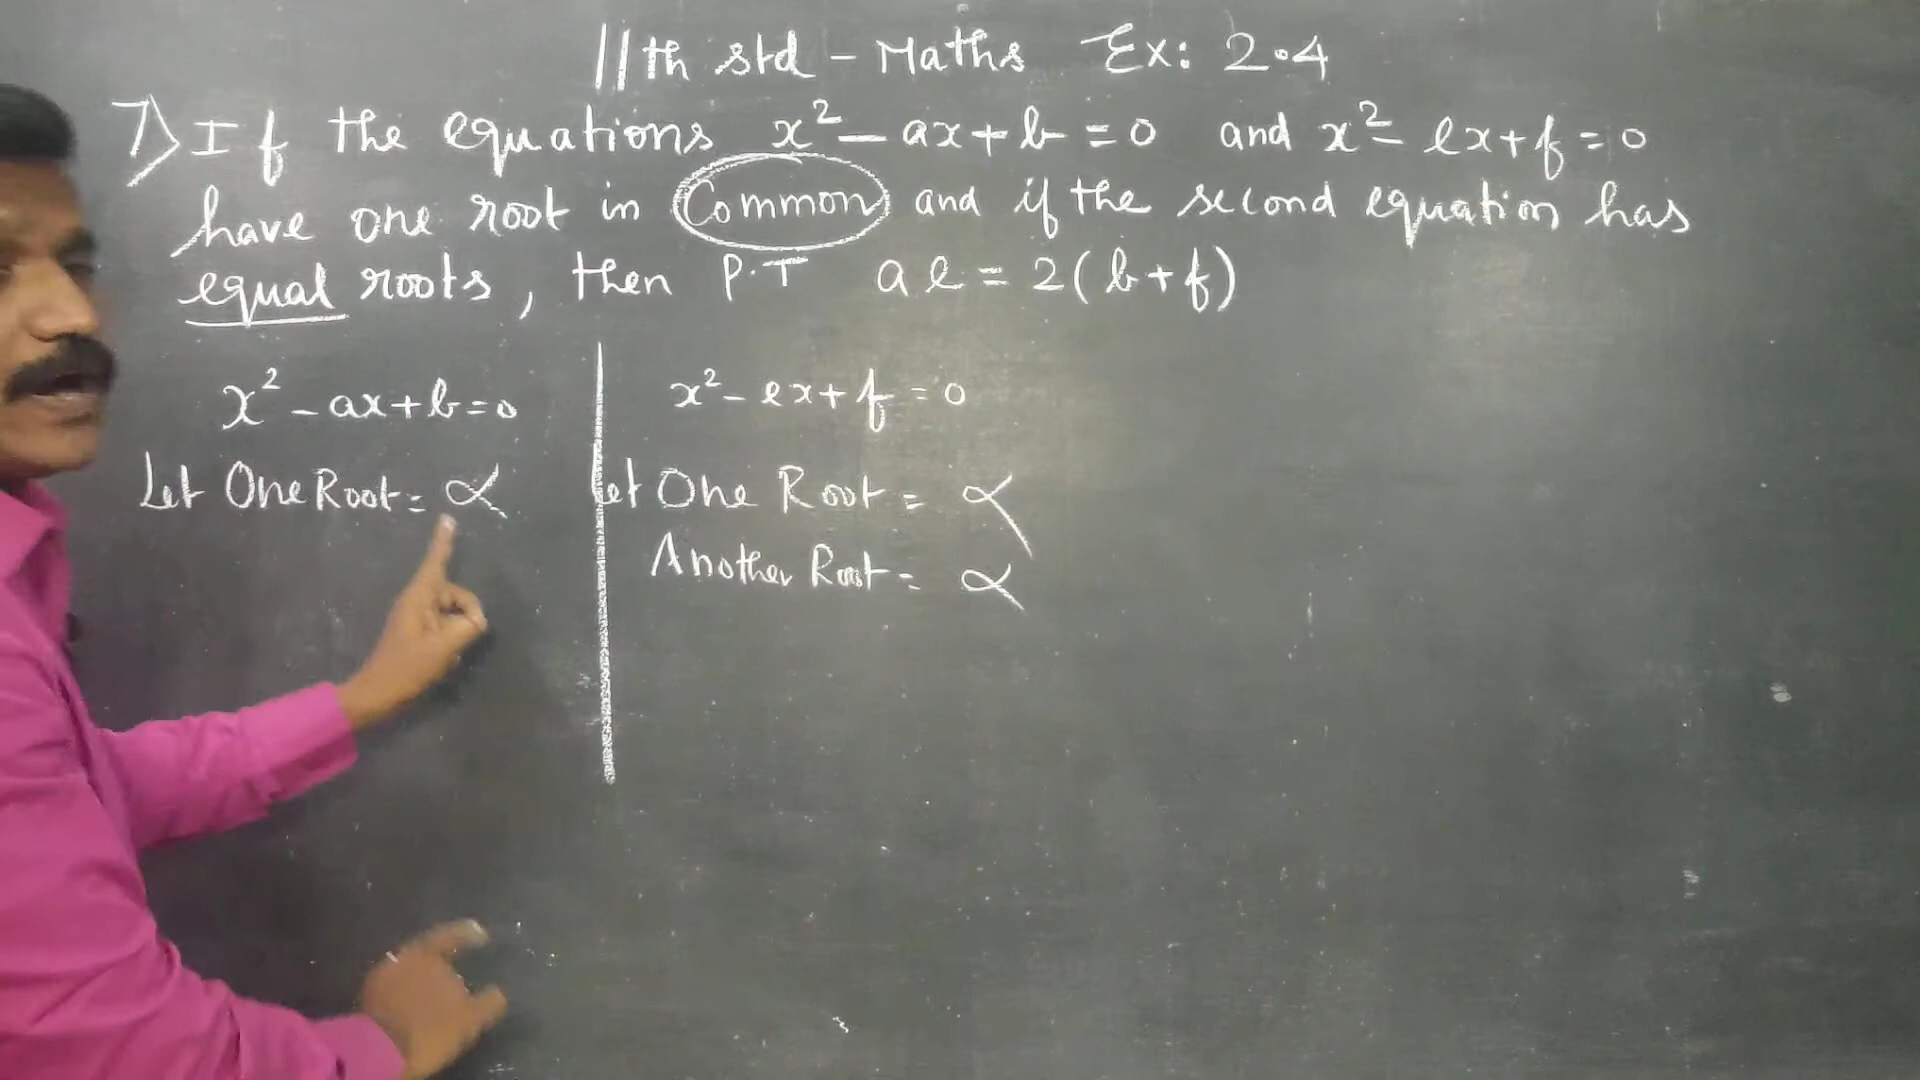 11th std - Maths Ex: 2.4
7) If the equations x² - ax + b = 0 and x² - ex + f = 0
have one root in Common and if the second equation has
equal roots, then P.T ae = 2(b+f)
x² - ax + b = 0
Let One Root = α
x² - ex + f = 0
Let One Root = α
Another Root = α